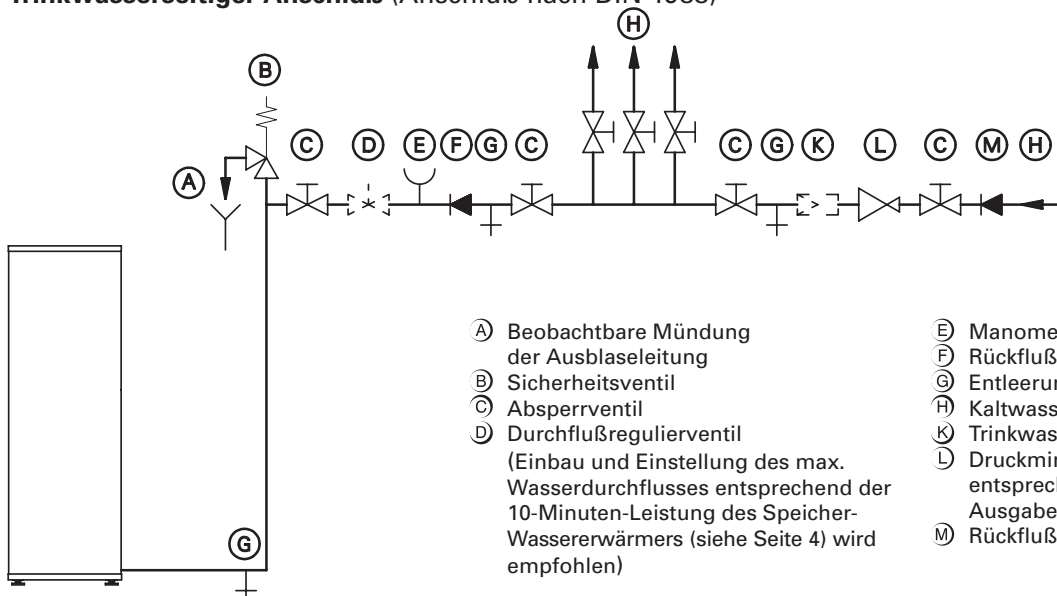 Trinkwasserseitiger Anschluß (Anschluß nach DIN 1988)
H
B
C D E F G C C G K L C M H
A
G
A Beobachtbare Mündung
der Ausblaseleitung
B Sicherheitsventil
C Absperrventil
D Durchflußregulierventil
(Einbau und Einstellung des max.
Wasserdurchflusses entsprechend der
10-Minuten-Leistung des Speicher-
Wassererwärmers (siehe Seite 4) wird
empfohlen)
E Manome
F Rückfluß
G Entleerun
H Kaltwass
K Trinkwas
L Druckmin
entsprech
Ausgabe
M Rückfluß